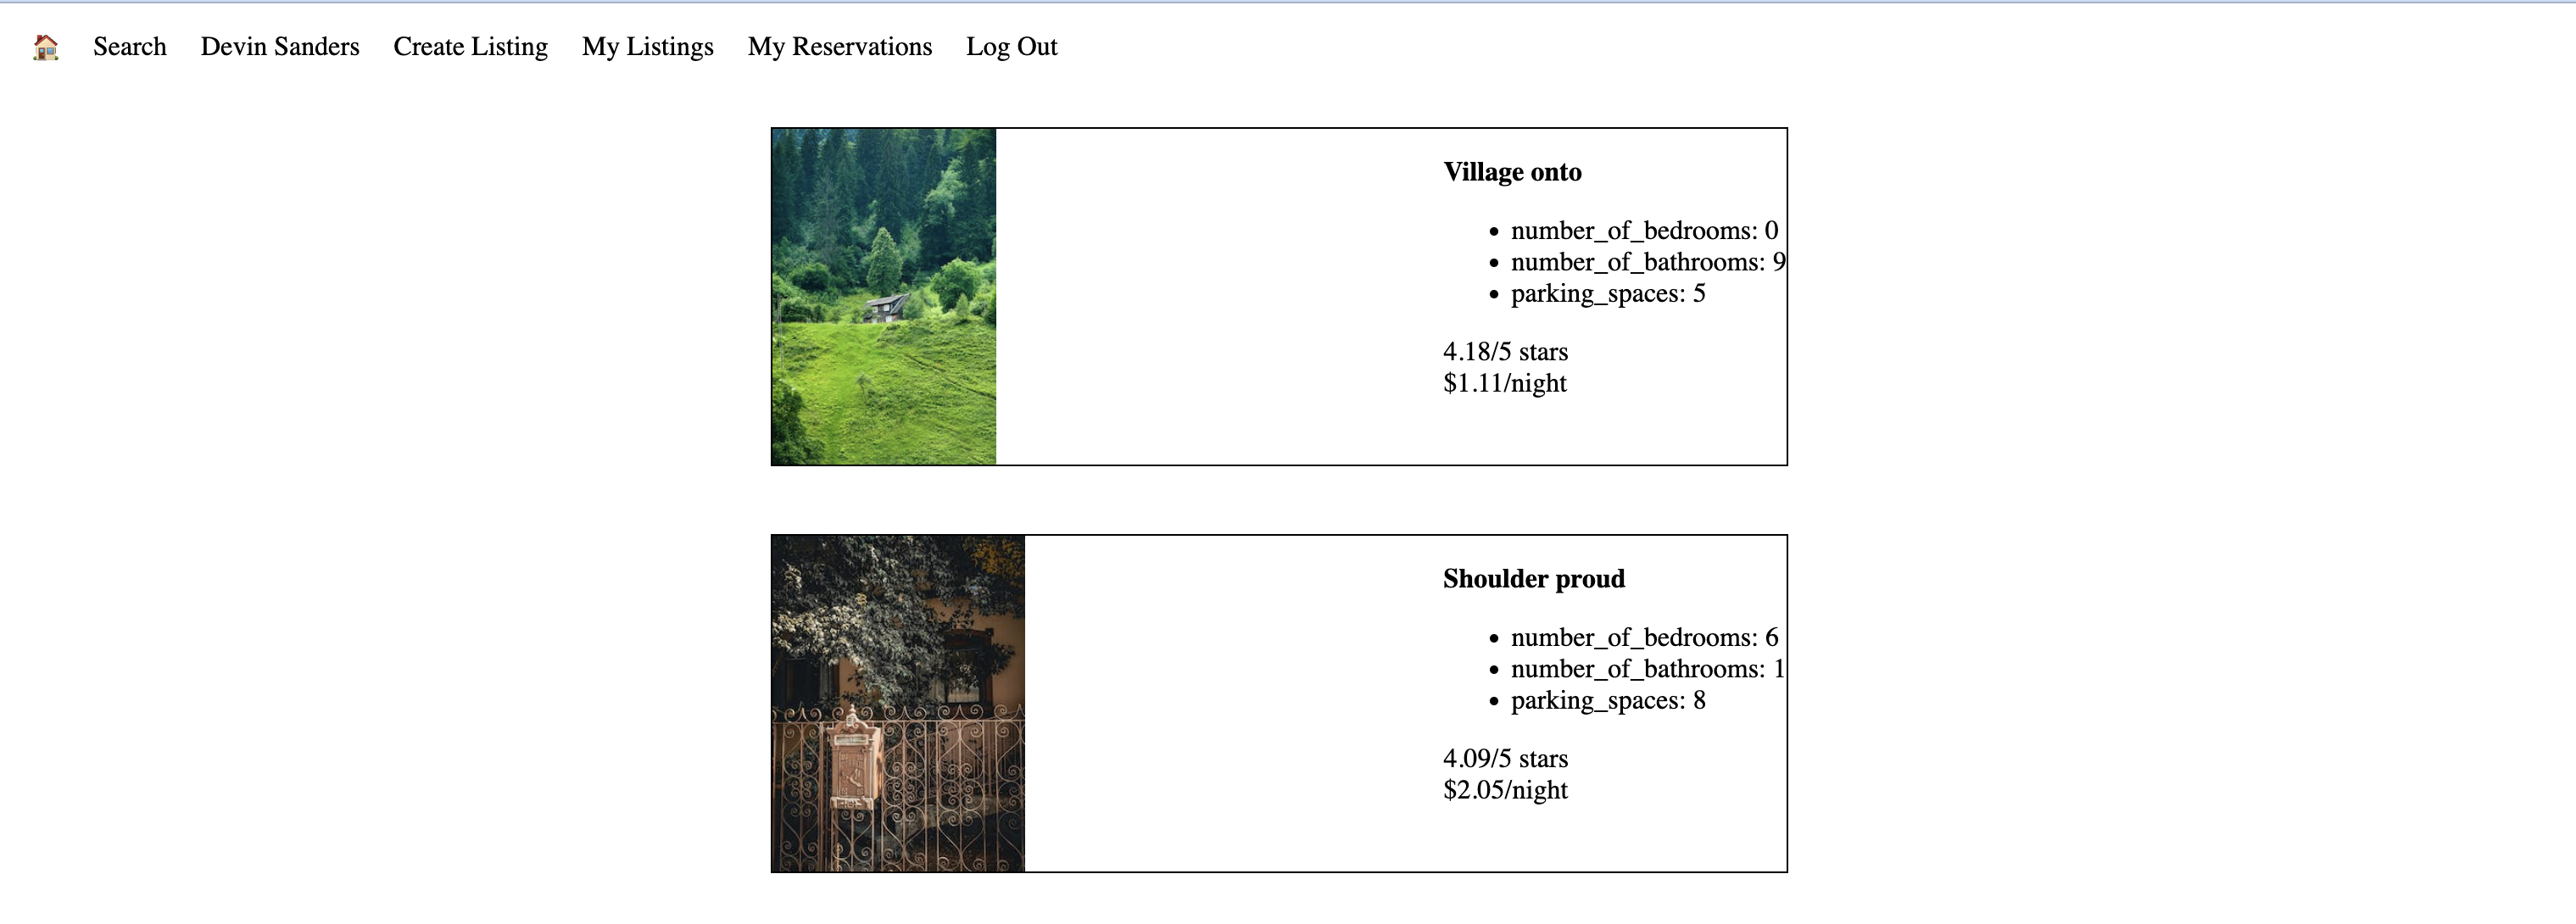 Search Devin Sanders Create Listing My Listings My Reservations Log Out
Village onto
number_of_bedrooms: 0
number_of_bathrooms: 9
parking_spaces: 5
4.18/5 stars
$1.11/night
Shoulder proud
number_of_bedrooms: 6
number_of_bathrooms: 1
parking_spaces: 8
4.09/5 stars
$2.05/night